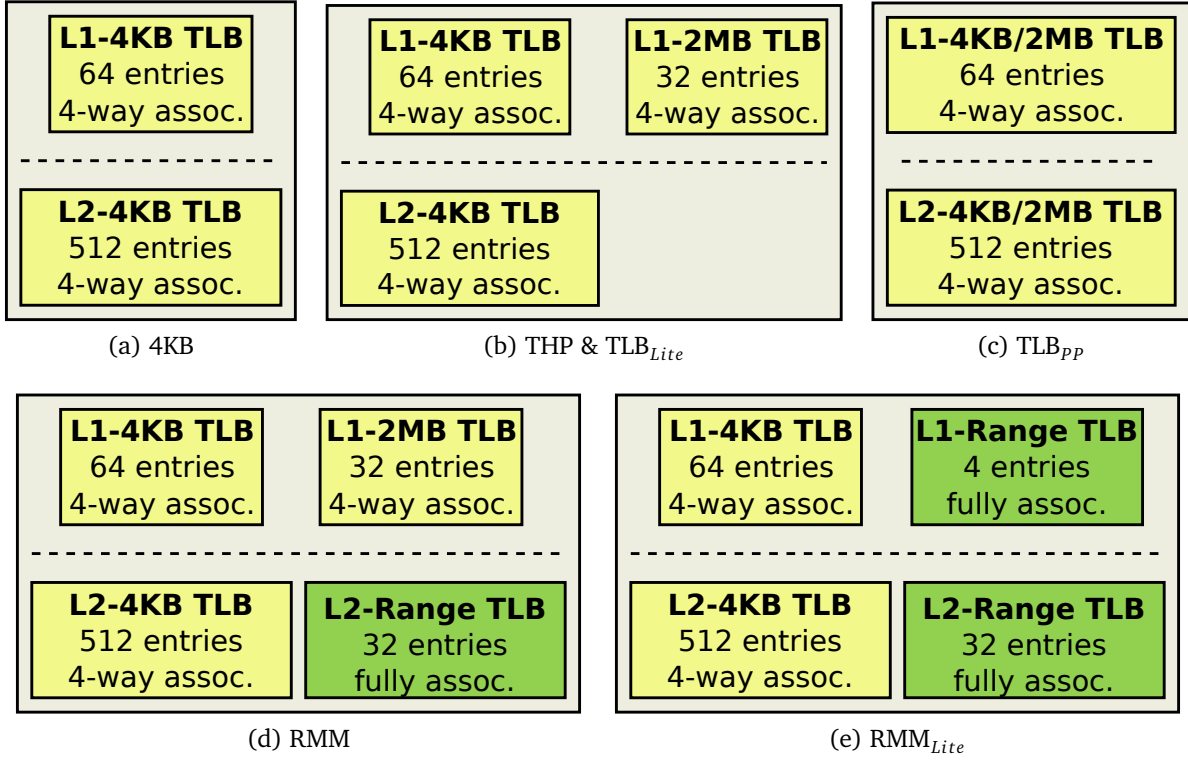 L1-4KB TLB
64 entries
4-way assoc.
L2-4KB TLB
512 entries
4-way assoc.
(a) 4KB
L1-4KB TLB
64 entries
4-way assoc.
L1-2MB TLB
32 entries
4-way assoc.
L2-4KB TLB
512 entries
4-way assoc.
(b) THP & TLB_Lite
L1-4KB/2MB TLB
64 entries
4-way assoc.
L2-4KB/2MB TLB
512 entries
4-way assoc.
(c) TLB_PP
L1-4KB TLB
64 entries
4-way assoc.
L1-2MB TLB
32 entries
4-way assoc.
L2-4KB TLB
512 entries
4-way assoc.
L2-Range TLB
32 entries
fully assoc.
(d) RMM
L1-4KB TLB
64 entries
4-way assoc.
L1-Range TLB
4 entries
fully assoc.
L2-4KB TLB
512 entries
4-way assoc.
L2-Range TLB
32 entries
fully assoc.
(e) RMM_Lite